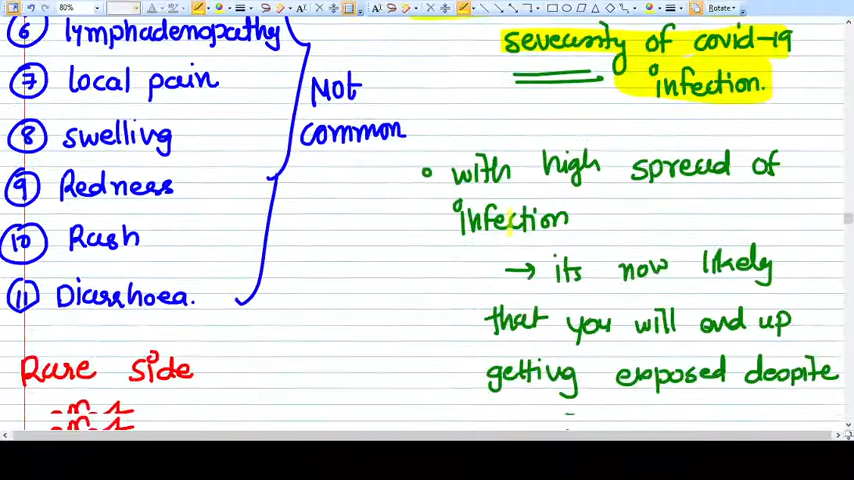 80%
Rotate
6 lymphadenopathy
7 local pain
8 swelling
9 Redness
10 Rash
11 Diarrhoea.
Not
common
Rare side
severity of covid-19
infection.
• with high spread of
infection
→ its now likely
that you will end up
getting exposed despite